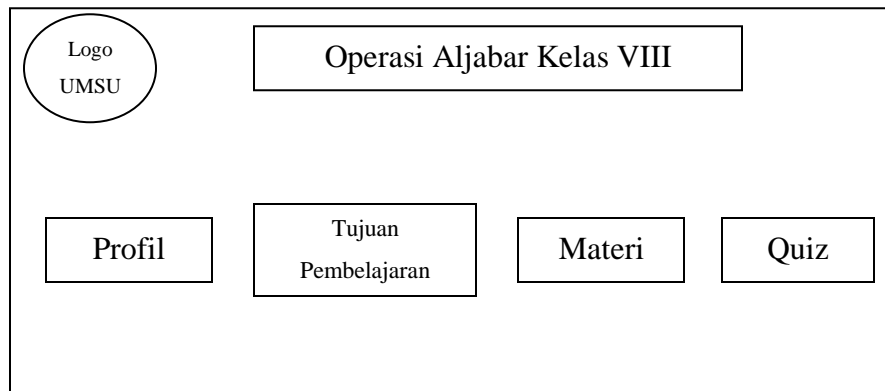 Logo
UMSU
Operasi Aljabar Kelas VIII
Profil
Tujuan
Pembelajaran
Materi
Quiz